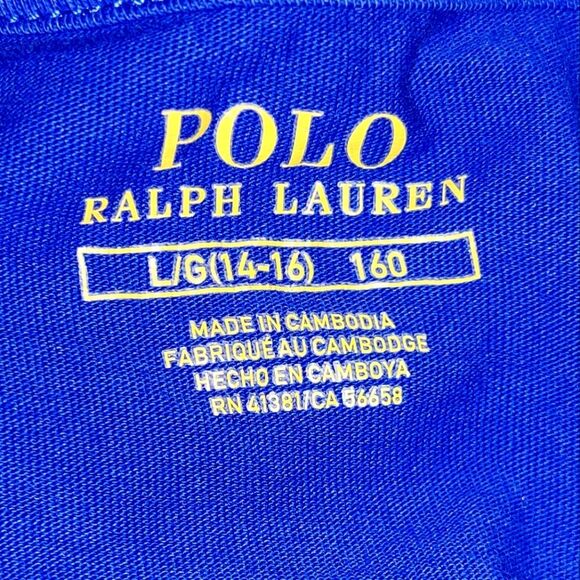 POLO
RALPH LAUREN
L/G(14-16) 160
MADE IN CAMBODIA
FABRIQUÉ AU CAMBODGE
HECHO EN CAMBOYA
RN 41381/CA 56658